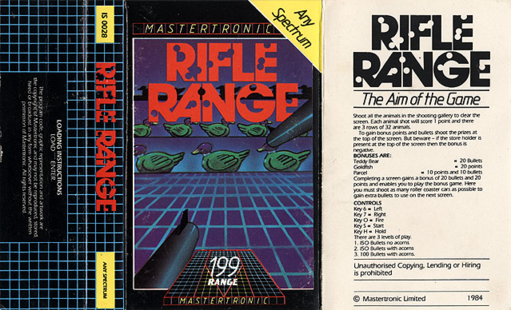 IS 0028
RIFLE RANGE
ANY SPECTRUM
LOADING INSTRUCTIONS
LOAD "" ENTER
permission of Mastertronic. All rights reserved.
MASTERTRONIC
Any
Spectrum
RIFLE
RANGE
199
RANGE
MASTERTRONIC
RIFLE
RANGE
The Aim of the Game
Shoot all the animals in the shooting gallery to clear the
screen. Each animal shot will score 1 point and there
are 3 rows of 32 animals.
To gain bonus points and bullets shoot the prizes at
the top of the screen. But beware - if the store holder is
present at the top of the screen then the bonus is
negative.
BONUSES ARE:
Teddy Bear = 20 Bullets
Goldfish = 20 points
Parcel = 10 points and 10 bullets
Completing a screen gains a bonus of 20 bullets and 20
points and enables you to play the bonus game. Here
you must shoot as many roller coaster cars as possible to
gain extra bullets to use on the next screen.
CONTROLS
Key 6 = Left
Key 7 = Right
Key O = Fire
Key S = Start
Key H = Hold
There are 3 levels of play.
1. ISO Bullets no acorns
2. ISO Bullets with acorns
3. 100 Bullets with acorns.
Unauthorised Copying, Lending or Hiring
is prohibited
© Mastertronic Limited 1984